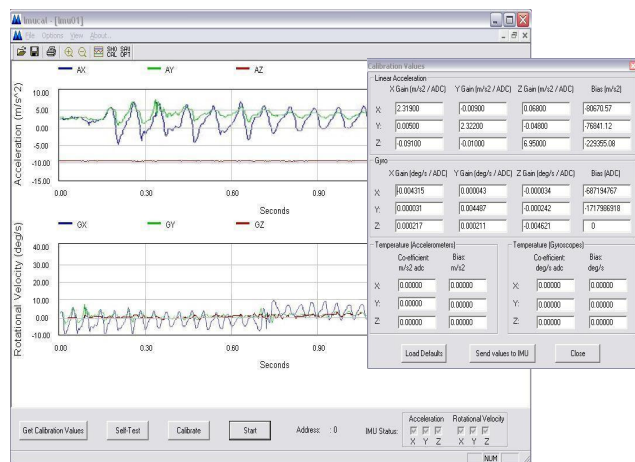 Imucal - [Imu01]
File Options View About...
SHO CAL
SAV OPT
AX AY AZ
Acceleration (m/s^2)
10.00
5.00
0.00
-5.00
-10.00
-15.00
0.00 0.30 0.60 0.90
Seconds
GX GY GZ
Rotational Velocity (deg/s)
40.00
30.00
20.00
10.00
0.00
-10.00
0.00 0.30 0.60 0.90
Seconds
Get Calibration Values Self-Test Calibrate Start Address: : 0 IMU Status:
Acceleration Rotational Velocity
X Y Z X Y Z
NUM
Calibration Values
Linear Acceleration
X Gain (m/s2 / ADC) Y Gain (m/s2 / ADC) Z Gain (m/s2 / ADC) Bias (m/s2)
X: 2.31900 -0.00900 0.06800 -80670.57
Y: 0.00500 2.32200 -0.04800 -76841.12
Z: -0.09100 -0.01000 6.95000 -229355.08
Gyro
X Gain (deg/s / ADC) Y Gain (deg/s / ADC) Z Gain (deg/s / ADC) Bias (ADC)
X: -0.004315 0.000043 -0.000034 -687194767
Y: 0.000031 0.004487 -0.000242 -1717986918
Z: 0.000217 0.000211 -0.004621 0
Temperature (Accelerometers) Temperature (Gyroscopes)
Co-efficient: Bias: Co-efficient: Bias:
m/s2 adc m/s2 deg/s adc deg/s
X: 0.00000 0.00000 X: 0.00000 0.00000
Y: 0.00000 0.00000 Y: 0.00000 0.00000
Z: 0.00000 0.00000 Z: 0.00000 0.00000
Load Defaults Send values to IMU Close